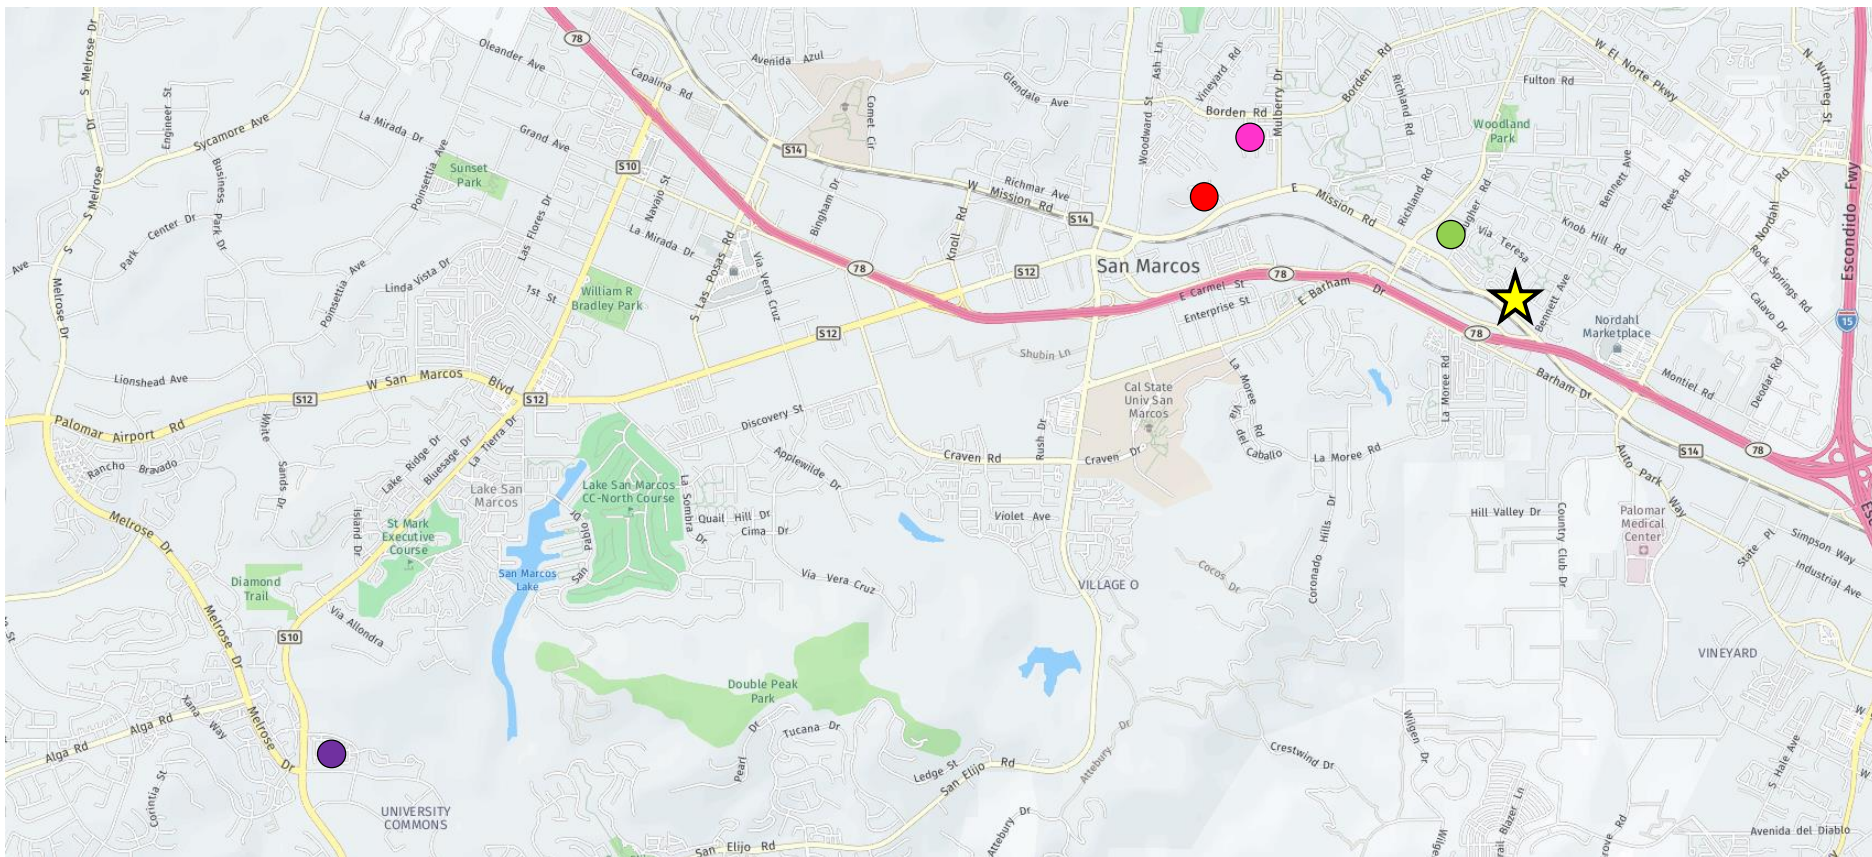 S Melrose Dr
Engineer St
Sycamore Ave
Oleander Ave
78
Capalina Rd
Avenida Azul
Comet Cir
Glendale Ave
Ash Ln
Vineyard Rd
Mulberry Dr
Borden Rd
Borden Rd
Richland Rd
Fulton Rd
W El Norte Pkwy
N Nutmeg St
La Mirada Dr
Grand Ave
Business Park Dr
Poinsettia Ave
Sunset
Park
S10
S14
Woodward St
Woodland
Park
Bennett Ave
Rees Rd
Nordahl Rd
Escondido Fwy
S Melrose
Park Center Dr
Las Flores Dr
Navajo St
La Mirada Dr
Bingham Dr
Knoll Rd
Richmar Ave
W Mission Rd
S14
E Mission Rd
Richland Rd
Via Teresa
Knob Hill Rd
Rock Springs Rd
Calavo Dr
Ave
Melrose Dr
Linda Vista Dr
Poinsettia Ave
1st St
William R
Bradley Park
S Las Posas Rd
Via Vera Cruz
78
S12
San Marcos
78
E Carmel St
Enterprise St
E Barham Dr
Bennett Ave
Nordahl
Marketplace
15
S12
78
Shubin Ln
Lionshead Ave
W San Marcos Blvd
S12
S12
Cal State
Univ San
Marcos
La Moree Rd
La Moree Rd
Barham Dr
Montiel Rd
Deodar Rd
Palomar Airport Rd
White Sands Dr
Rancho Bravado
Lake Ridge Dr
Bluesage Dr
La Tierra Dr
Discovery St
Applewilde Dr
Craven Rd
Rush Dr
Craven Dr
Via del Caballo
La Moree Rd
Auto Park Way
S14
78
Lake San
Marcos
Lake San Marcos
CC-North Course
La Sombra Dr
Quail Hill Dr
Cima Dr
Violet Ave
Hill Valley Dr
Country Club Dr
Palomar
Medical
Center
State Pl
Simpson Way
Industrial Ave
Melrose Dr
Island Dr
St Mark
Executive
Course
San Pablo Dr
San Marcos
Lake
Via Vera Cruz
VILLAGE O
Cocos Dr
Coronado Hills Dr
Diamond
Trail
Via Allondra
S10
Melrose Dr
Double Peak
Park
VINEYARD
Xana Way
Alga Rd
Alga Rd
Melrose Dr
Tucana Dr
Pearl Dr
Ledge St
San Elijo Rd
Attebury Dr
Crestwind Dr
Wilgen Dr
S Hale Ave
Corintia St
UNIVERSITY
COMMONS
San Elijo Rd
Attebury Dr
Avenida del Diablo